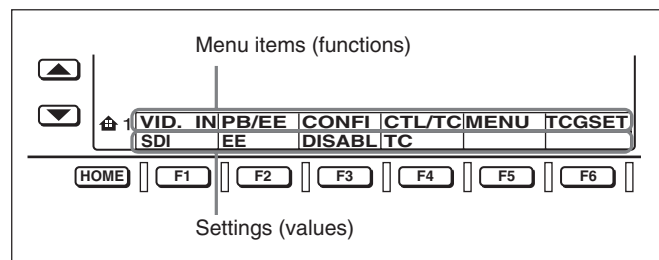 Menu items (functions)
1 VID. IN PB/EE CONFI CTL/TC MENU TCGSET
SDI EE DISABL TC
HOME F1 F2 F3 F4 F5 F6
Settings (values)